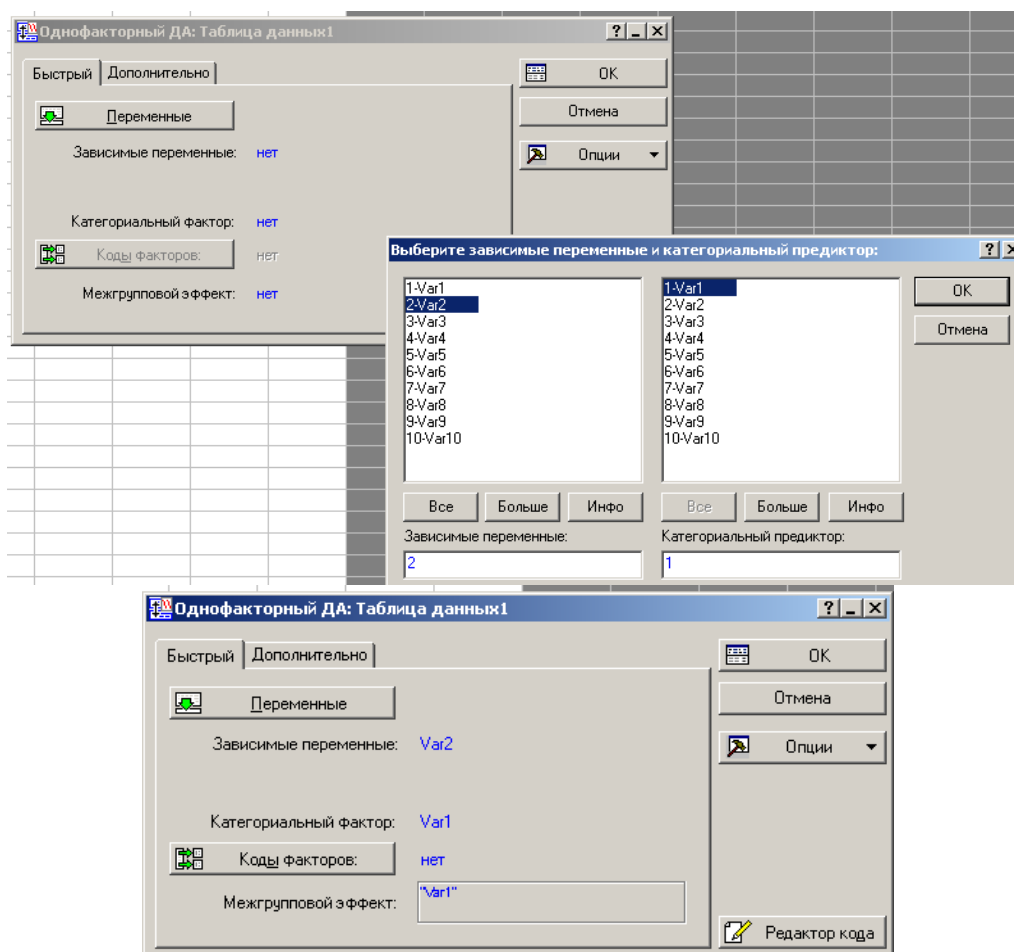 Однофакторный ДА: Таблица данных1
Быстрый Дополнительно
OK
Переменные
Отмена
Зависимые переменные: нет
Опции
Категориальный фактор: нет
Коды факторов: нет
Межгрупповой эффект: нет
Выберите зависимые переменные и категориальный предиктор:
1-Var1
2-Var2
3-Var3
4-Var4
5-Var5
6-Var6
7-Var7
8-Var8
9-Var9
10-Var10
1-Var1
2-Var2
3-Var3
4-Var4
5-Var5
6-Var6
7-Var7
8-Var8
9-Var9
10-Var10
OK
Отмена
Все Больше Инфо
Все Больше Инфо
Зависимые переменные:
2
Категориальный предиктор:
1
Однофакторный ДА: Таблица данных1
Быстрый Дополнительно
OK
Переменные
Отмена
Зависимые переменные: Var2
Опции
Категориальный фактор: Var1
Коды факторов: нет
Межгрупповой эффект: "Var1"
Редактор кода